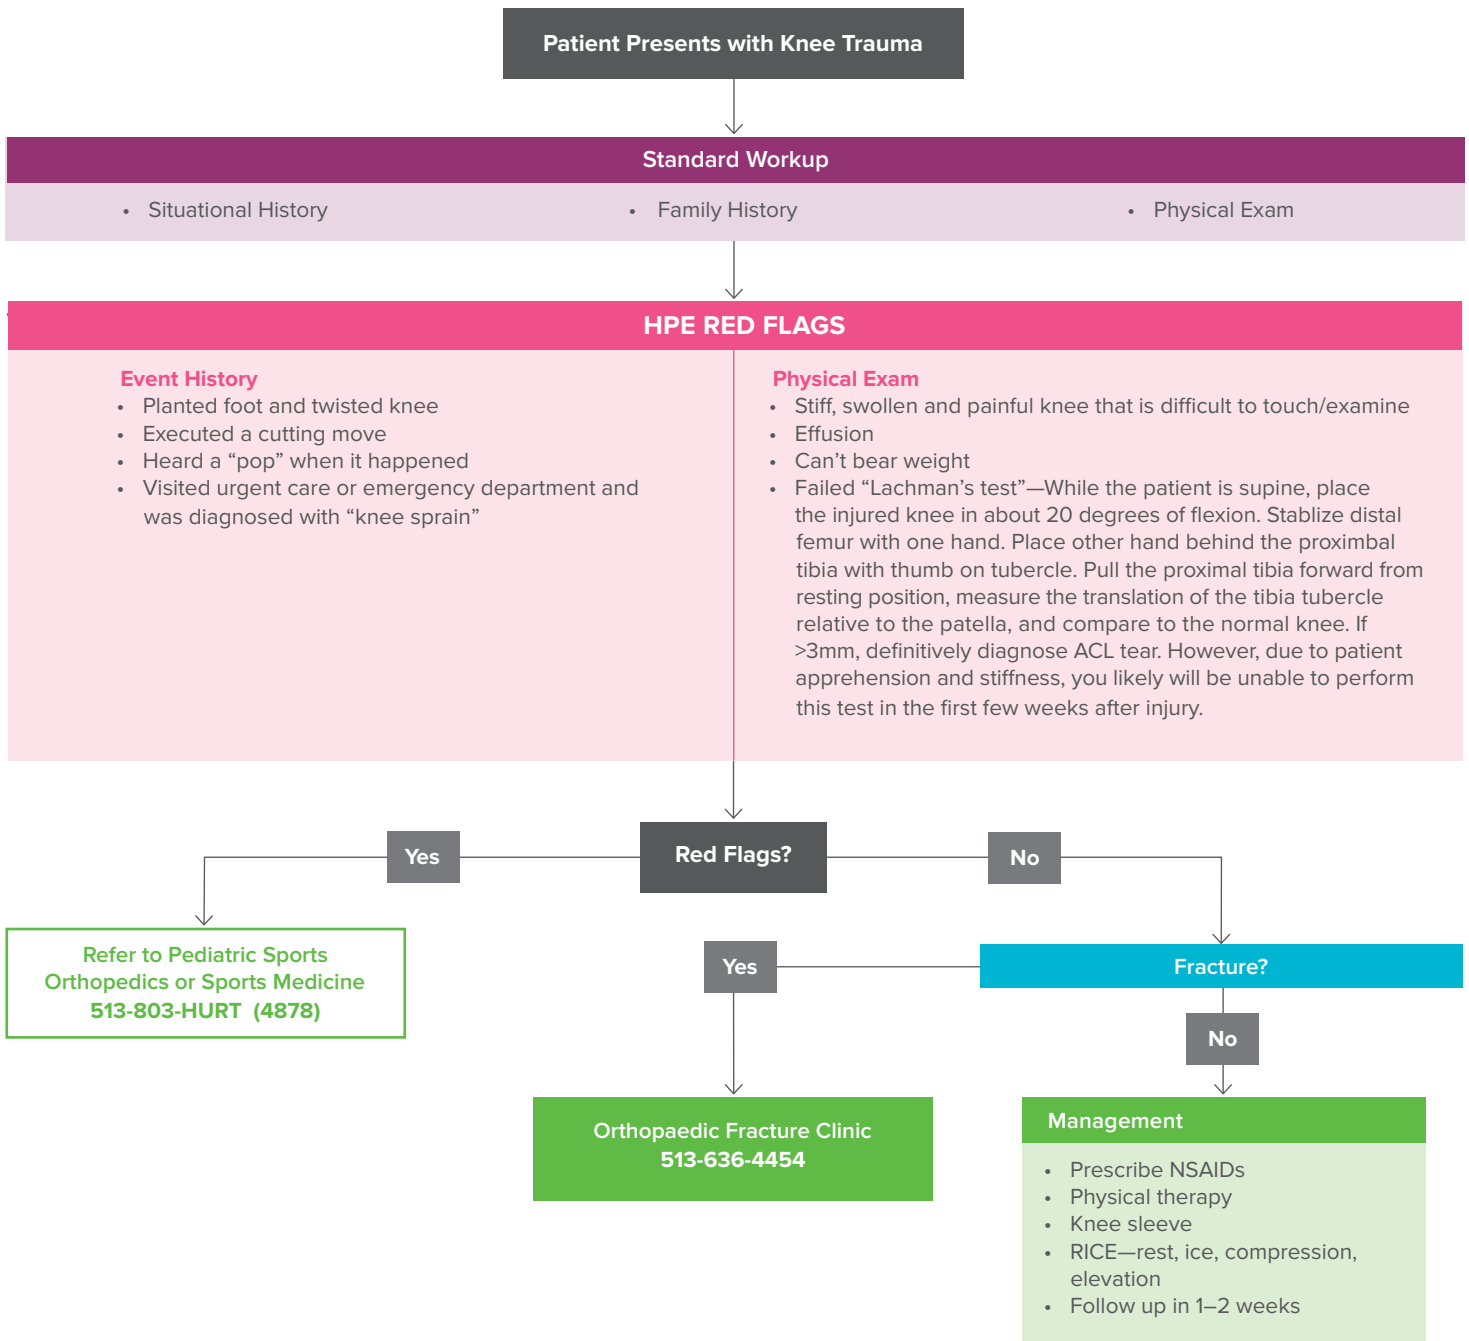 Patient Presents with Knee Trauma
Standard Workup
• Situational History
• Family History
• Physical Exam
HPE RED FLAGS
Event History
• Planted foot and twisted knee
• Executed a cutting move
• Heard a “pop” when it happened
• Visited urgent care or emergency department and
was diagnosed with “knee sprain”
Physical Exam
• Stiff, swollen and painful knee that is difficult to touch/examine
• Effusion
• Can’t bear weight
• Failed “Lachman’s test”—While the patient is supine, place
the injured knee in about 20 degrees of flexion. Stablize distal
femur with one hand. Place other hand behind the proximbal
tibia with thumb on tubercle. Pull the proximal tibia forward from
resting position, measure the translation of the tibia tubercle
relative to the patella, and compare to the normal knee. If
>3mm, definitively diagnose ACL tear. However, due to patient
apprehension and stiffness, you likely will be unable to perform
this test in the first few weeks after injury.
Red Flags?
Yes
No
Refer to Pediatric Sports
Orthopedics or Sports Medicine
513-803-HURT (4878)
Fracture?
Yes
No
Orthopaedic Fracture Clinic
513-636-4454
Management
• Prescribe NSAIDs
• Physical therapy
• Knee sleeve
• RICE—rest, ice, compression,
elevation
• Follow up in 1–2 weeks